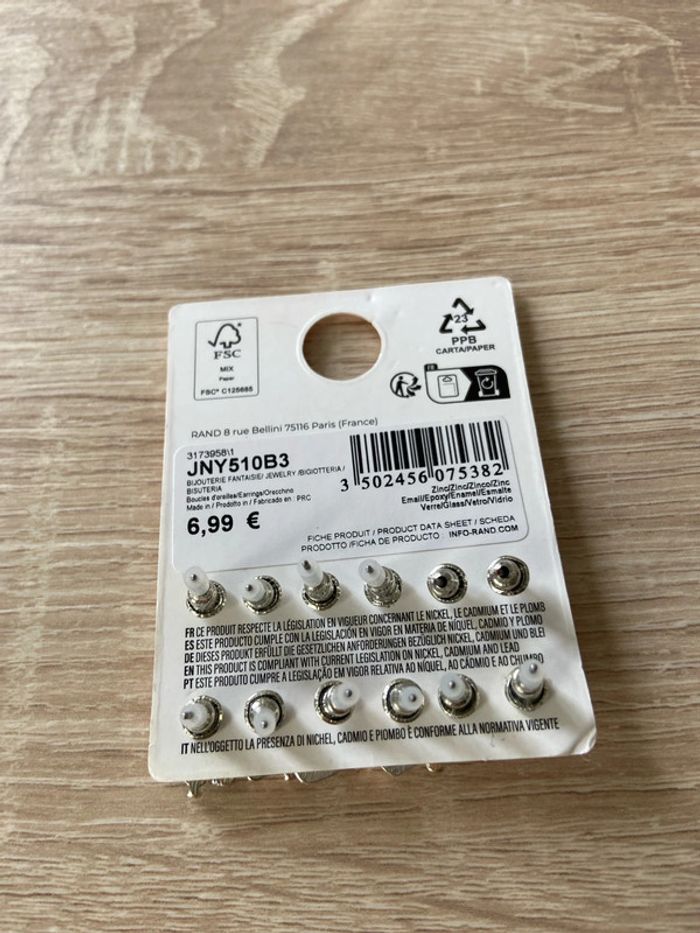 FSC
MIX
Paper
FSC® C125685
23
PPB
CARTA/PAPER
FR
RAND 8 rue Bellini 75116 Paris (France)
3173958\1
JNY510B3
BIJOUTERIE FANTAISIE/ JEWELRY /BIGIOTTERIA /
BISUTERIA
Boucles d'oreilles/Earrings/Orecchino
Made in / Prodotto in / Fabricado en : PRC
6,99 €
3 502456 075382
Zinc/Zinc/Zinco/Zinc
Email/Epoxy/Enamel/Esmalte
Verre/Glass/Vetro/Vidrio
FICHE PRODUIT / PRODUCT DATA SHEET / SCHEDA
PRODOTTO /FICHA DE PRODUCTO : INFO-RAND.COM
FR CE PRODUIT RESPECTE LA LÉGISLATION EN VIGUEUR CONCERNANT LE NICKEL, LE CADMIUM ET LE PLOMB
ES ESTE PRODUCTO CUMPLE CON LA LEGISLACIÓN EN VIGOR EN MATERIA DE NÍQUEL, CADMIO Y PLOMO
DE DIESES PRODUKT ERFÜLLT DIE GESETZLICHEN ANFORDERUNGEN BEZÜGLICH NICKEL, CADMIUM UND BLEI
EN THIS PRODUCT IS COMPLIANT WITH CURRENT LEGISLATION ON NICKEL, CADMIUM AND LEAD
PT ESTE PRODUTO CUMPRE A LEGISLAÇÃO EM VIGOR RELATIVA AO NÍQUEL, AO CÁDMIO E AO CHUMBO
IT NELL'OGGETTO LA PRESENZA DI NICHEL, CADMIO E PIOMBO È CONFORME ALLA NORMATIVA VIGENTE